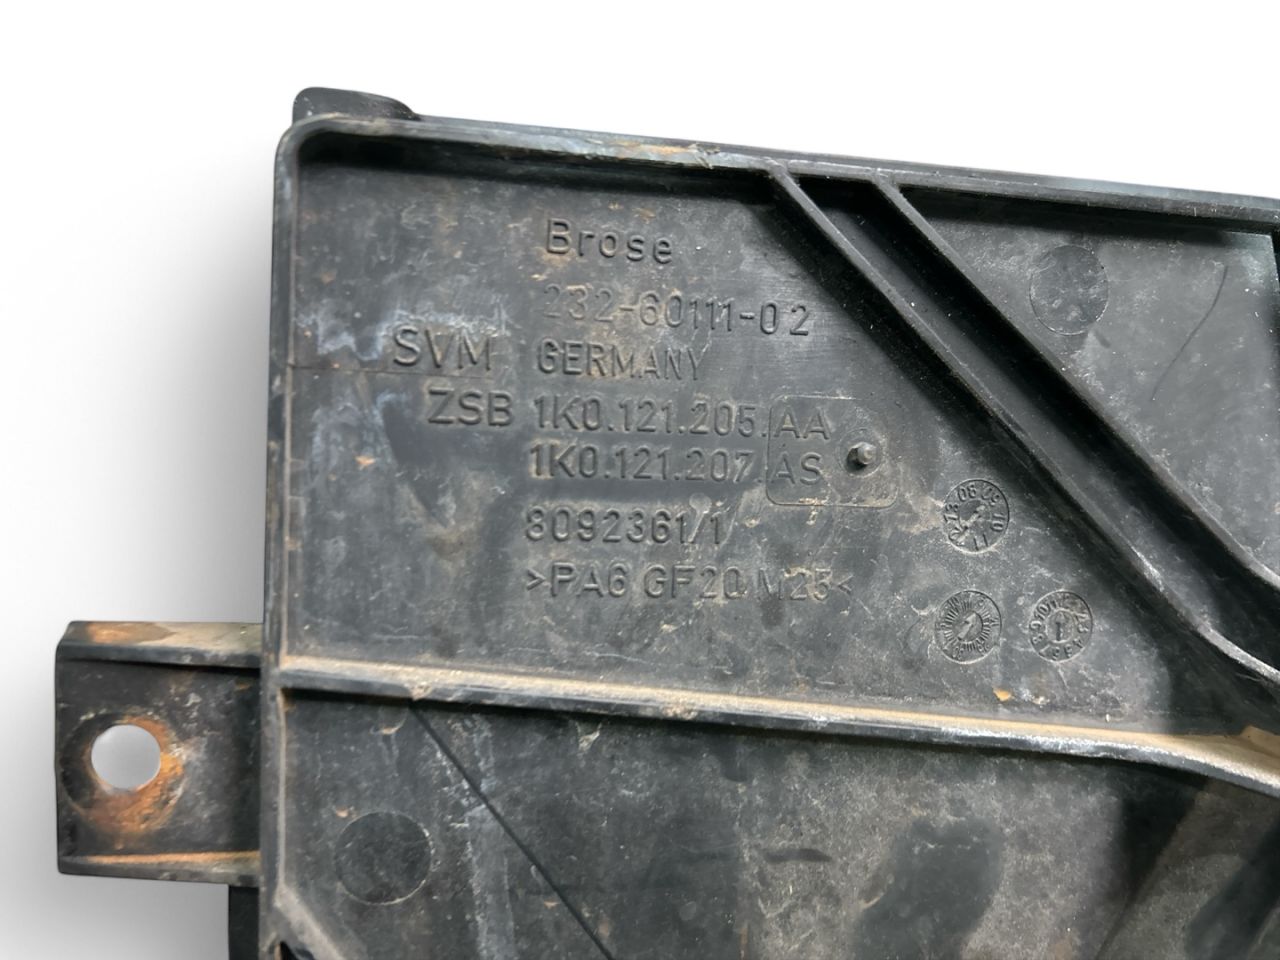 Brose
232-60111-02
SVM GERMANY
ZSB 1K0.121.205.AA
1K0.121.207.AS
8092361/1
>PA6 GF20 M25<